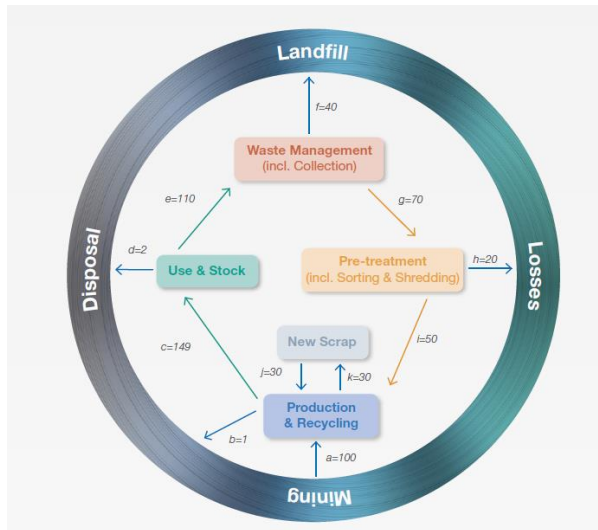 Landfill
f=40
Waste Management
(incl. Collection)
e=110
g=70
Disposal
d=2
Use & Stock
Pre-treatment
(incl. Sorting & Shredding)
h=20
Losses
c=149
New Scrap
i=50
j=30
k=30
Production
& Recycling
b=1
a=100
Mining